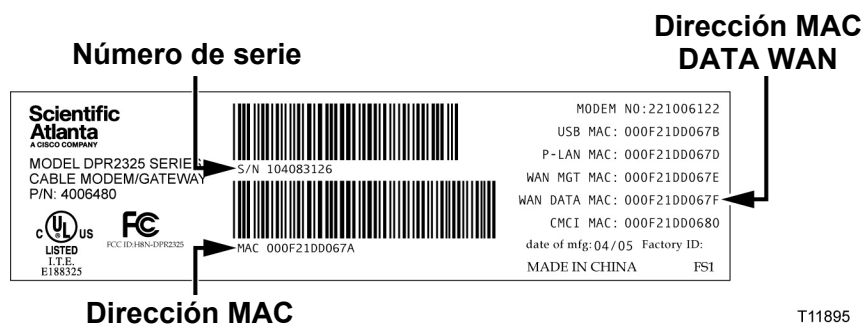 Número de serie
Dirección MAC
DATA WAN
Scientific
Atlanta
A CISCO COMPANY
MODEL DPR2325 SERIES
CABLE MODEM/GATEWAY
P/N: 4006480
C UL US
LISTED
I.T.E.
E188325
FC
FCC ID:H8N-DPR2325
S/N 104083126
MAC 000F21DD067A
MODEM NO:221006122
USB MAC: 000F21DD067B
P-LAN MAC: 000F21DD067D
WAN MGT MAC: 000F21DD067E
WAN DATA MAC: 000F21DD067F
CMCI MAC: 000F21DD0680
date of mfg: 04/05 Factory ID:
MADE IN CHINA FS1
Dirección MAC
T11895